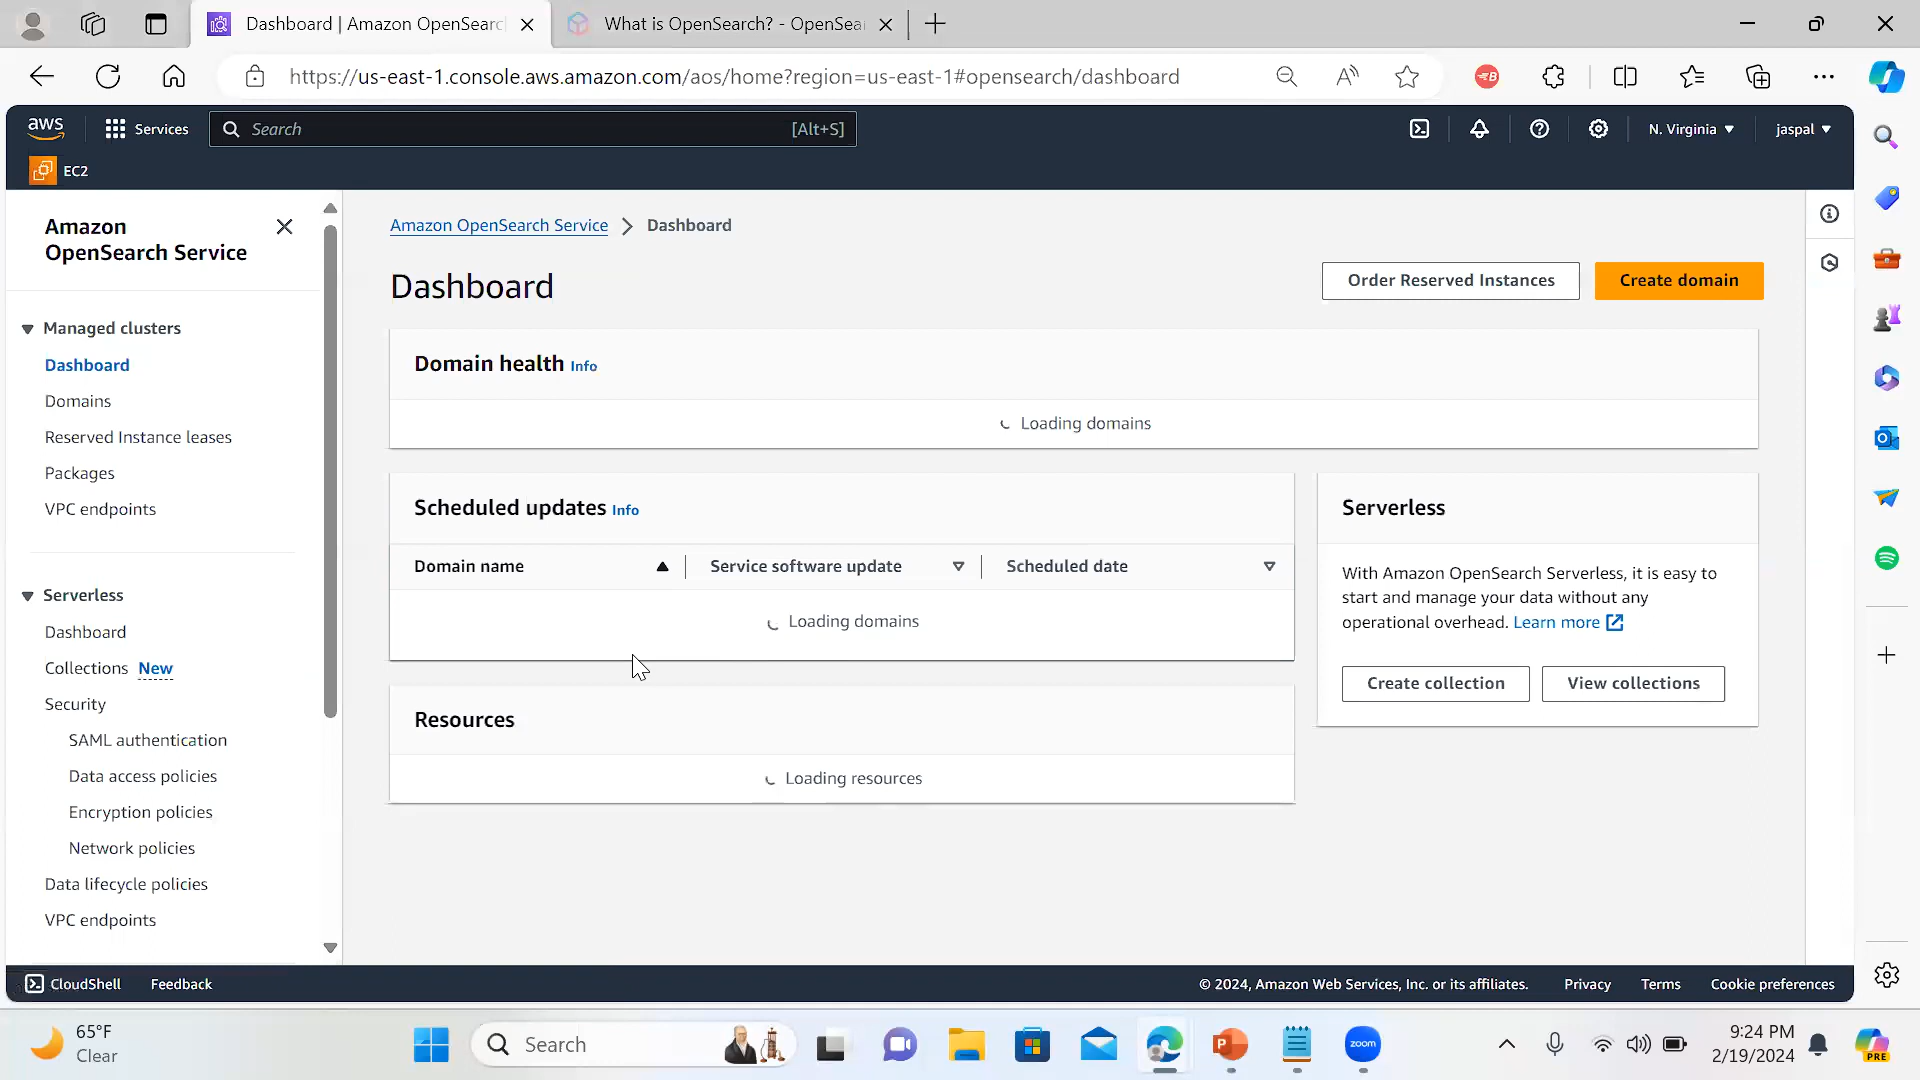 Dashboard | Amazon OpenSearc
What is OpenSearch? - OpenSea
https://us-east-1.console.aws.amazon.com/aos/home?region=us-east-1#opensearch/dashboard
aws
Services
Search
[Alt+S]
N. Virginia
jaspal
EC2
Amazon
OpenSearch Service
Managed clusters
Dashboard
Domains
Reserved Instance leases
Packages
VPC endpoints
Serverless
Dashboard
Collections New
Security
SAML authentication
Data access policies
Encryption policies
Network policies
Data lifecycle policies
VPC endpoints
Amazon OpenSearch Service > Dashboard
Dashboard
Order Reserved Instances
Create domain
Domain health Info
Loading domains
Scheduled updates Info
Domain name
Service software update
Scheduled date
Loading domains
Resources
Loading resources
Serverless
With Amazon OpenSearch Serverless, it is easy to
start and manage your data without any
operational overhead. Learn more
Create collection
View collections
CloudShell
Feedback
© 2024, Amazon Web Services, Inc. or its affiliates.
Privacy
Terms
Cookie preferences
65°F
Clear
Search
zoom
9:24 PM
2/19/2024
PRE